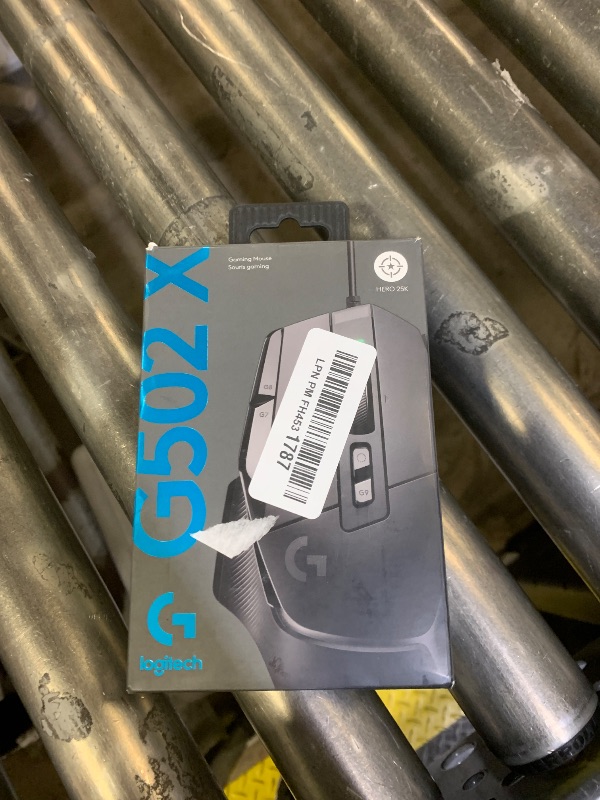 Gaming Mouse
Souris gaming
HERO 25K
G502 X
G8
G7
G9
LPN PM FH453 1787
logitech